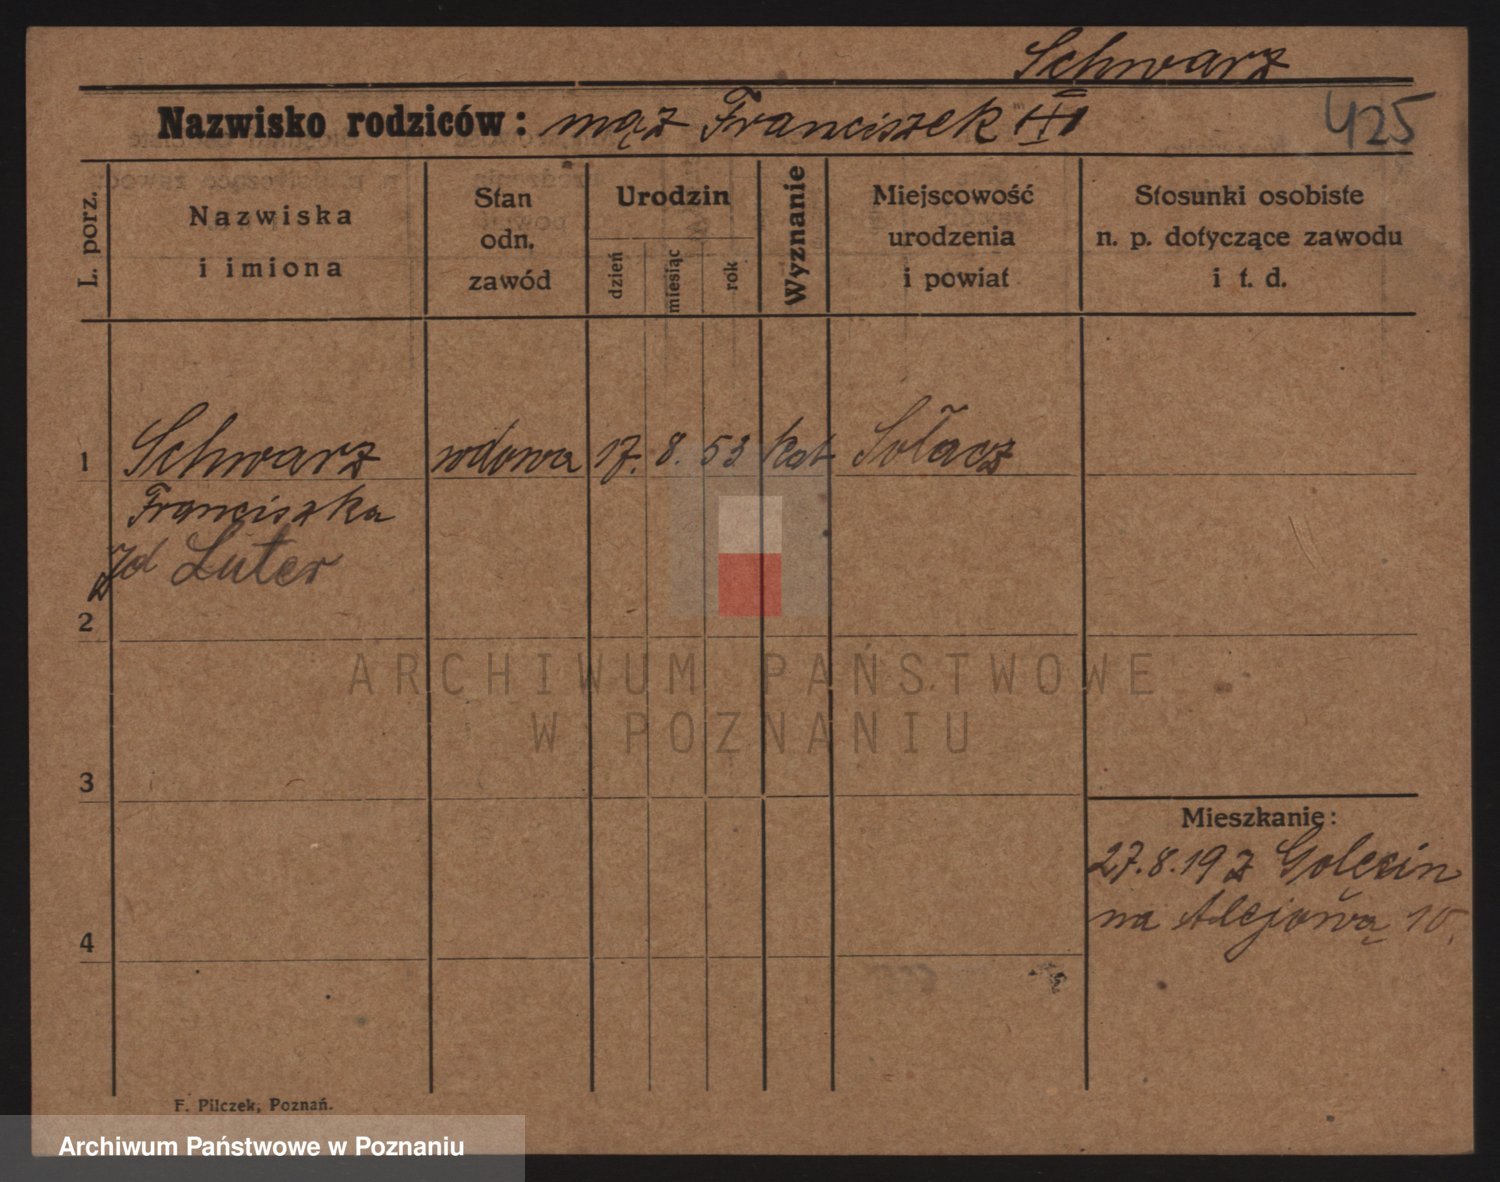 Schwarz
Nazwisko rodziców: mąż Franciszek
425
L. porz.
Nazwiska
i imiona
Stan
odn.
zawód
Urodzin
dzień
miesiąc
rok
Wyznanie
Miejscowość
urodzenia
i powiat
Stosunki osobiste
n. p. dotyczące zawodu
i t. d.
1
Schwarz wdowa 17. 8. 53 kat Sołacz
Franciszka
zd Luter
2
ARCHIWUM PAŃSTWOWE
W POZNANIU
3
Mieszkanie:
27.8.19 z Golęcin
na Alejową 10.
4
F. Pilczek, Poznań.
Archiwum Państwowe w Poznaniu